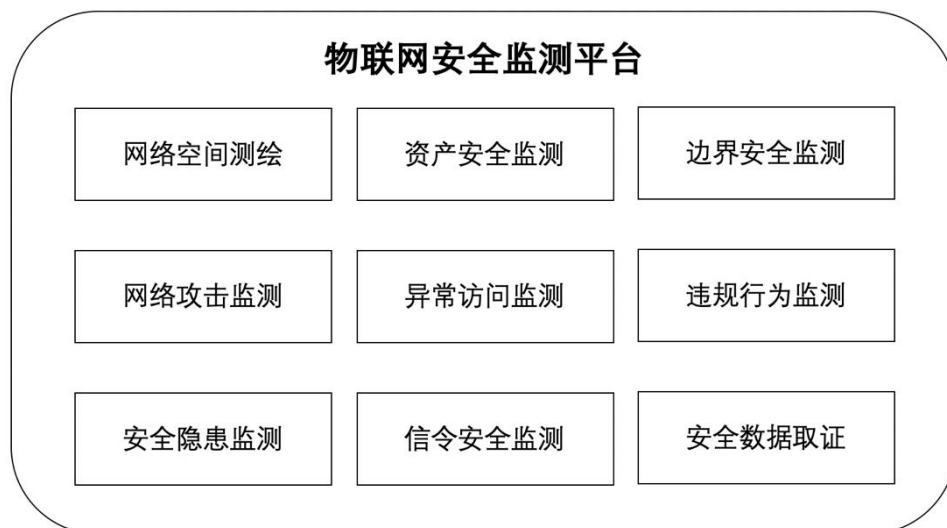 物联网安全监测平台
网络空间测绘 资产安全监测 边界安全监测
网络攻击监测 异常访问监测 违规行为监测
安全隐患监测 信令安全监测 安全数据取证